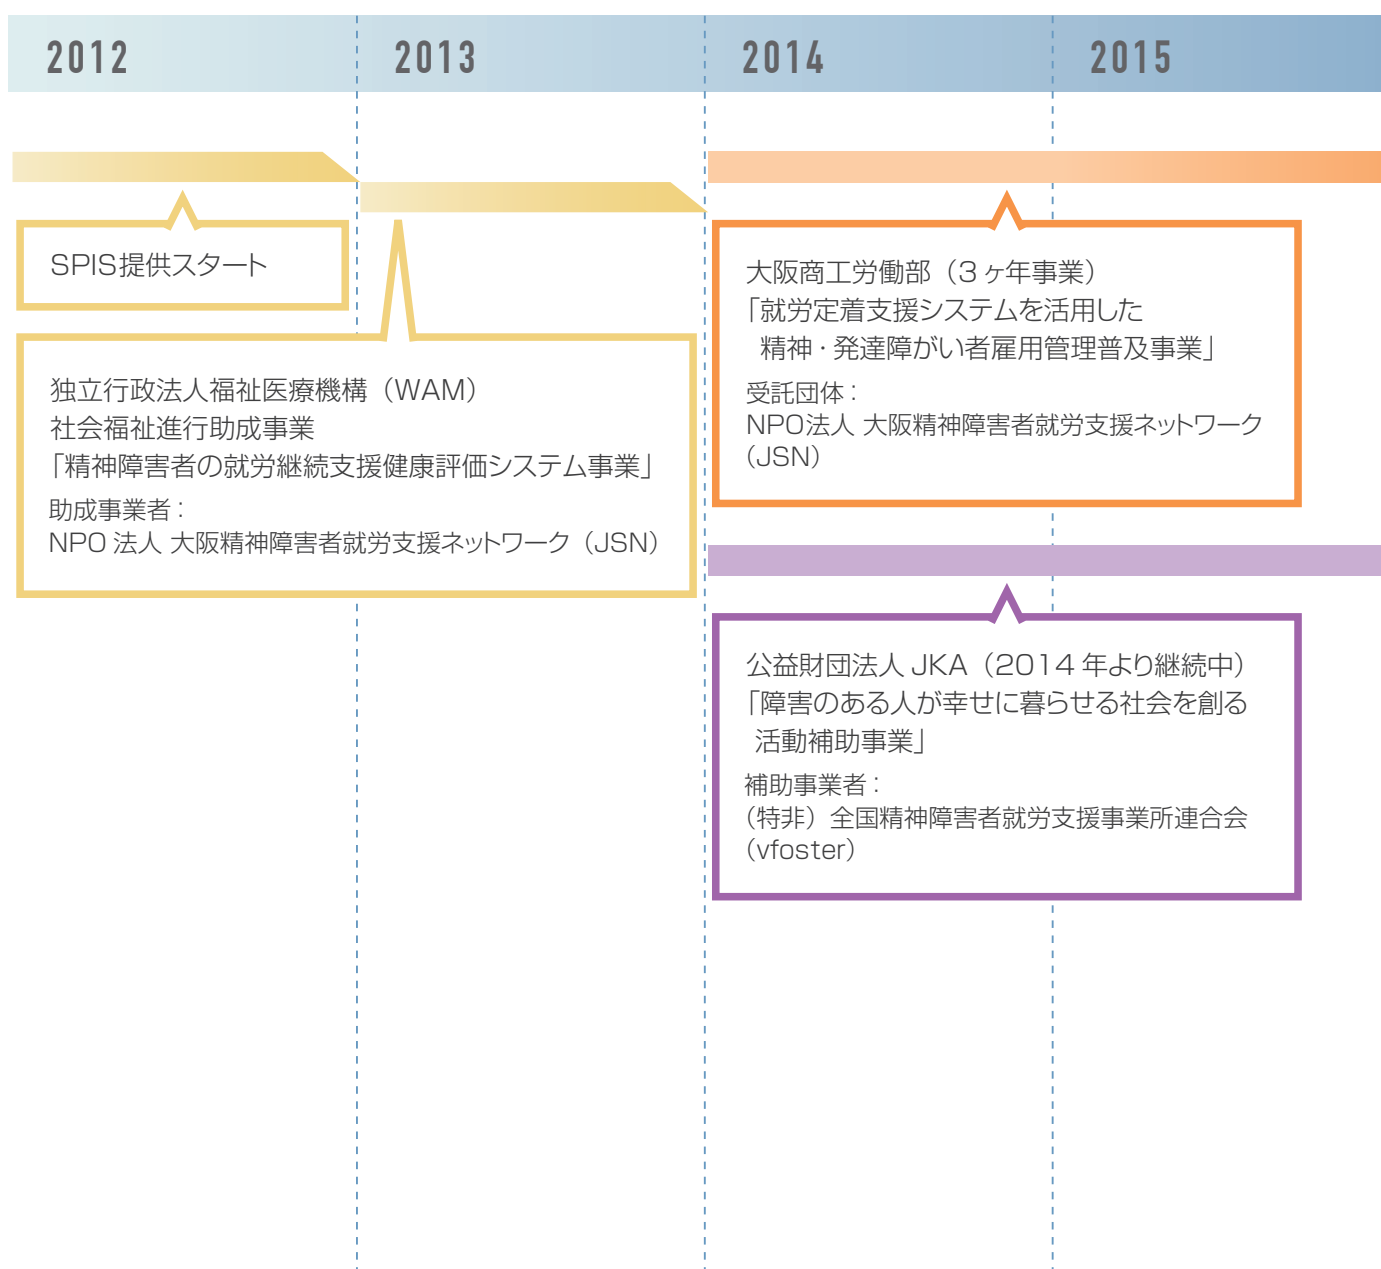 2012
2013
2014
2015
SPIS提供スタート
独立行政法人福祉医療機構（WAM）
社会福祉進行助成事業
「精神障害者の就労継続支援健康評価システム事業」
助成事業者：
NPO 法人 大阪精神障害者就労支援ネットワーク（JSN）
大阪商工労働部（3 ヶ年事業）
「就労定着支援システムを活用した
精神・発達障がい者雇用管理普及事業」
受託団体：
NPO法人 大阪精神障害者就労支援ネットワーク
（JSN）
公益財団法人 JKA（2014 年より継続中）
「障害のある人が幸せに暮らせる社会を創る
活動補助事業」
補助事業者：
（特非）全国精神障害者就労支援事業所連合会
（vfoster）